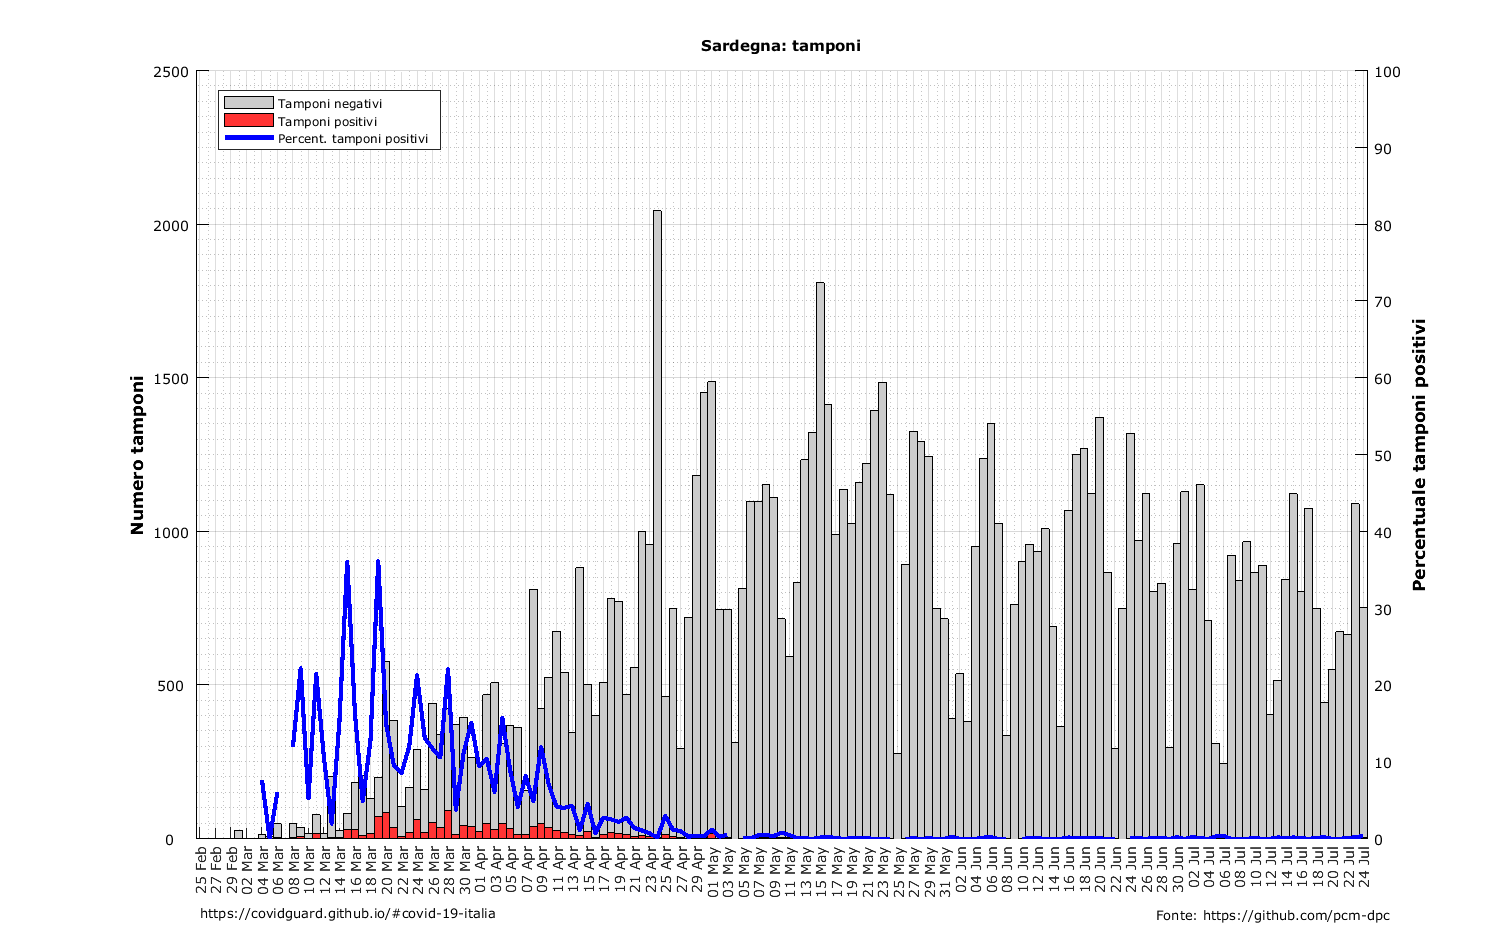 Sardegna: tamponi
2500
2000
1500
1000
500
0
Numero tamponi
Tamponi negativi
Tamponi positivi
Percent. tamponi positivi
100
90
80
70
60
50
40
30
20
10
0
Percentuale tamponi positivi
25 Feb
27 Feb
29 Feb
02 Mar
04 Mar
06 Mar
08 Mar
10 Mar
12 Mar
14 Mar
16 Mar
18 Mar
20 Mar
22 Mar
24 Mar
26 Mar
28 Mar
30 Mar
01 Apr
03 Apr
05 Apr
07 Apr
09 Apr
11 Apr
13 Apr
15 Apr
17 Apr
19 Apr
21 Apr
23 Apr
25 Apr
27 Apr
29 Apr
01 May
03 May
05 May
07 May
09 May
11 May
13 May
15 May
17 May
19 May
21 May
23 May
25 May
27 May
29 May
31 May
02 Jun
04 Jun
06 Jun
08 Jun
10 Jun
12 Jun
14 Jun
16 Jun
18 Jun
20 Jun
22 Jun
24 Jun
26 Jun
28 Jun
30 Jun
02 Jul
04 Jul
06 Jul
08 Jul
10 Jul
12 Jul
14 Jul
16 Jul
18 Jul
20 Jul
22 Jul
24 Jul
https://covidguard.github.io/#covid-19-italia
Fonte: https://github.com/pcm-dpc